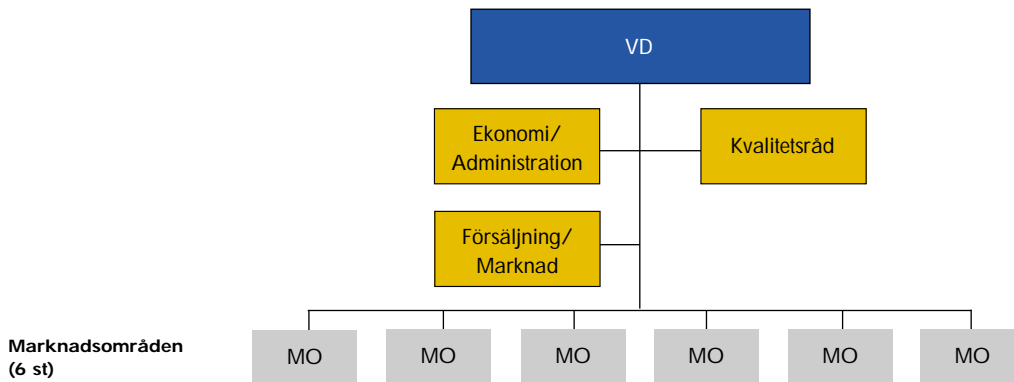 VD
Ekonomi/
Administration
Kvalitetsråd
Försäljning/
Marknad
Marknadsområden
(6 st)
MO
MO
MO
MO
MO
MO